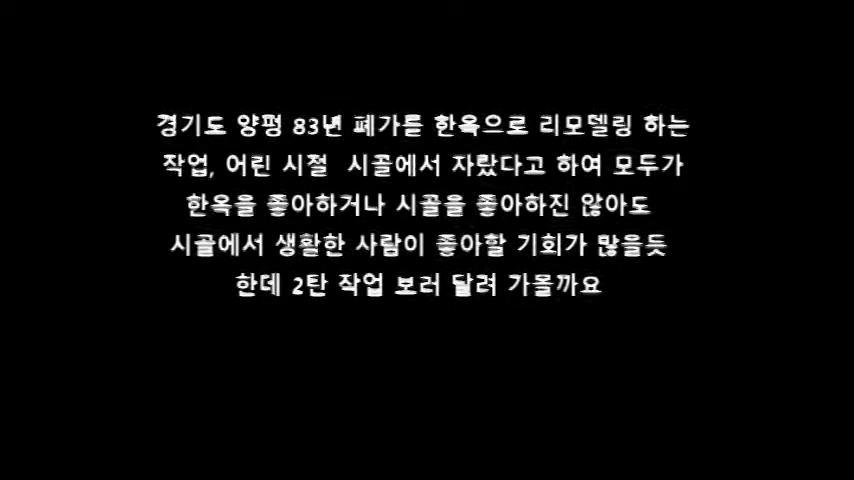 경기도 양평 83년 폐가를 한옥으로 리모델링 하는
작업, 어린 시절 시골에서 자랐다고 하여 모두가
한옥을 좋아하거나 시골을 좋아하진 않아도
시골에서 생활한 사람이 좋아할 기회가 많을듯
한데 2탄 작업 보러 달려 가볼까요